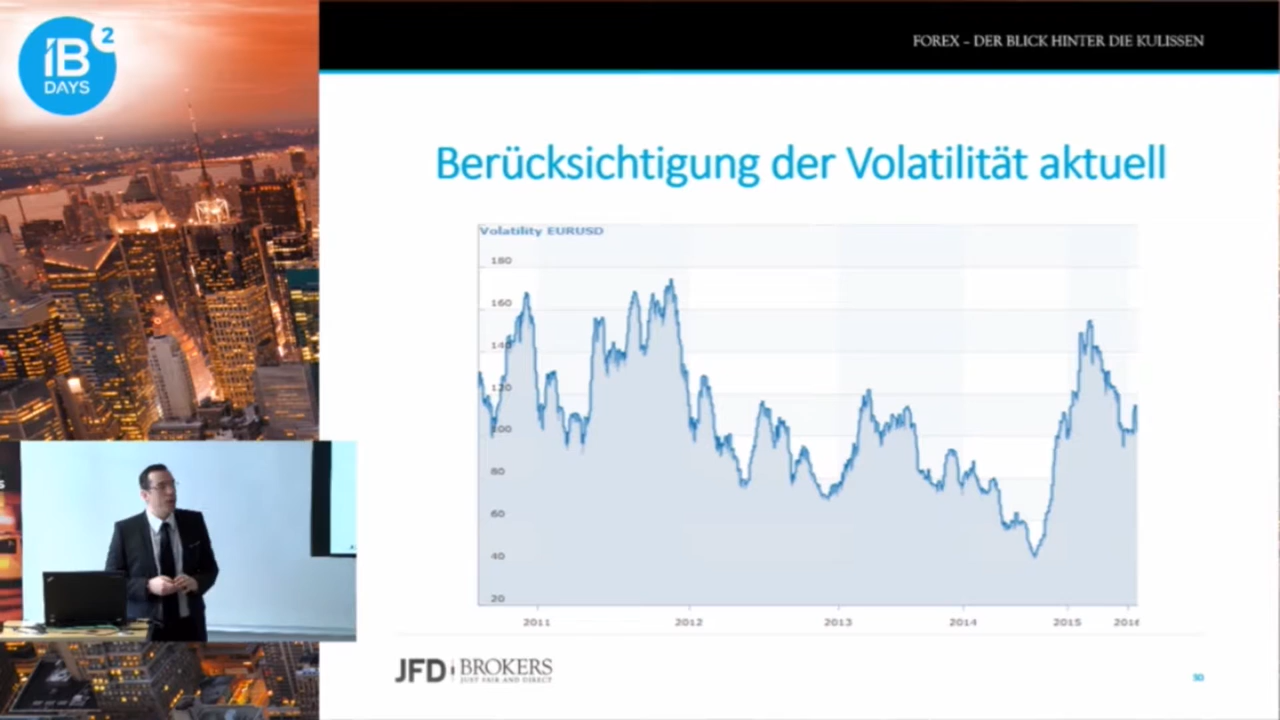 iB 2
DAYS
FOREX – DER BLICK HINTER DIE KULISSEN
Berücksichtigung der Volatilität aktuell
Volatility EURUSD
180
160
140
120
100
80
60
40
20
2011 2012 2013 2014 2015 2016
JFD BROKERS
JUST FAIR AND DIRECT
50